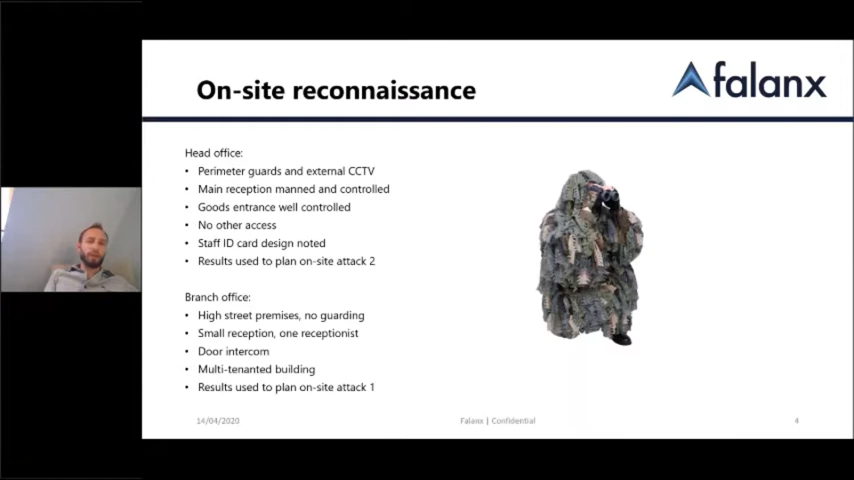 falanx
On-site reconnaissance
Head office:
• Perimeter guards and external CCTV
• Main reception manned and controlled
• Goods entrance well controlled
• No other access
• Staff ID card design noted
• Results used to plan on-site attack 2
Branch office:
• High street premises, no guarding
• Small reception, one receptionist
• Door intercom
• Multi-tenanted building
• Results used to plan on-site attack 1
14/04/2020
Falanx | Confidential
4